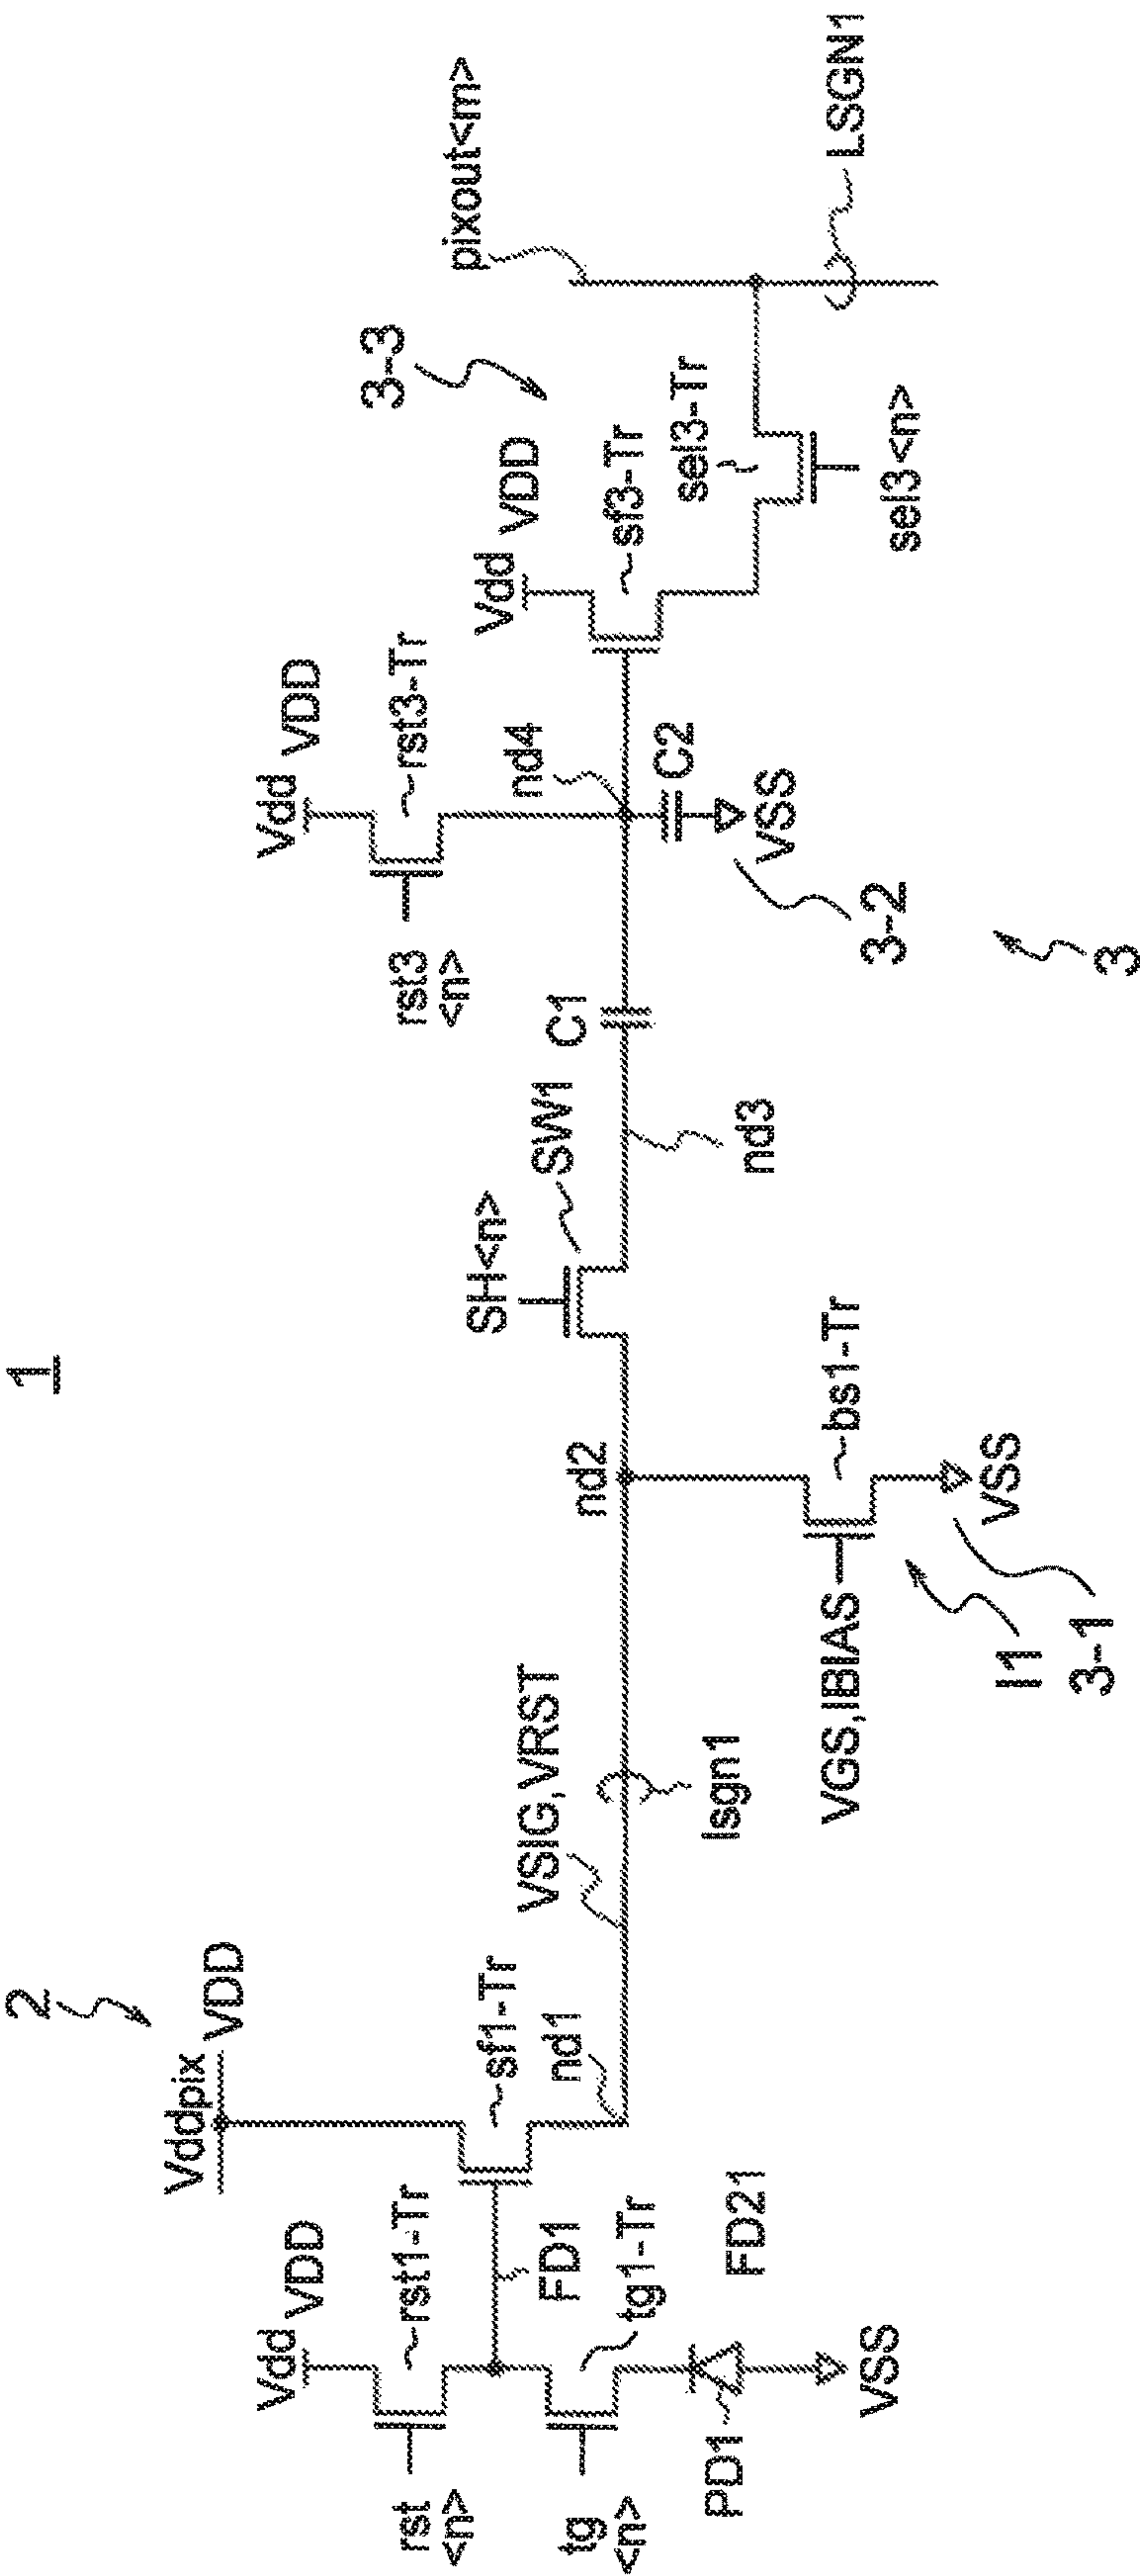 1
2
Vddpix
VDD
Vdd
VDD
rst
<n>
rst1-Tr
sf1-Tr
FD1
tg
<n>
tg1-Tr
PD1
FD21
VSS
nd1
VSIG,VRST
lsgn1
nd2
VGS,IBIAS
bs1-Tr
I1
VSS
3-1
SH<n>
SW1
nd3
C1
rst3
<n>
Vdd
VDD
rst3-Tr
nd4
C2
VSS
3-2
3
Vdd
VDD
sf3-Tr
3-3
sel3-Tr
sel3<n>
pixout<m>
LSGN1